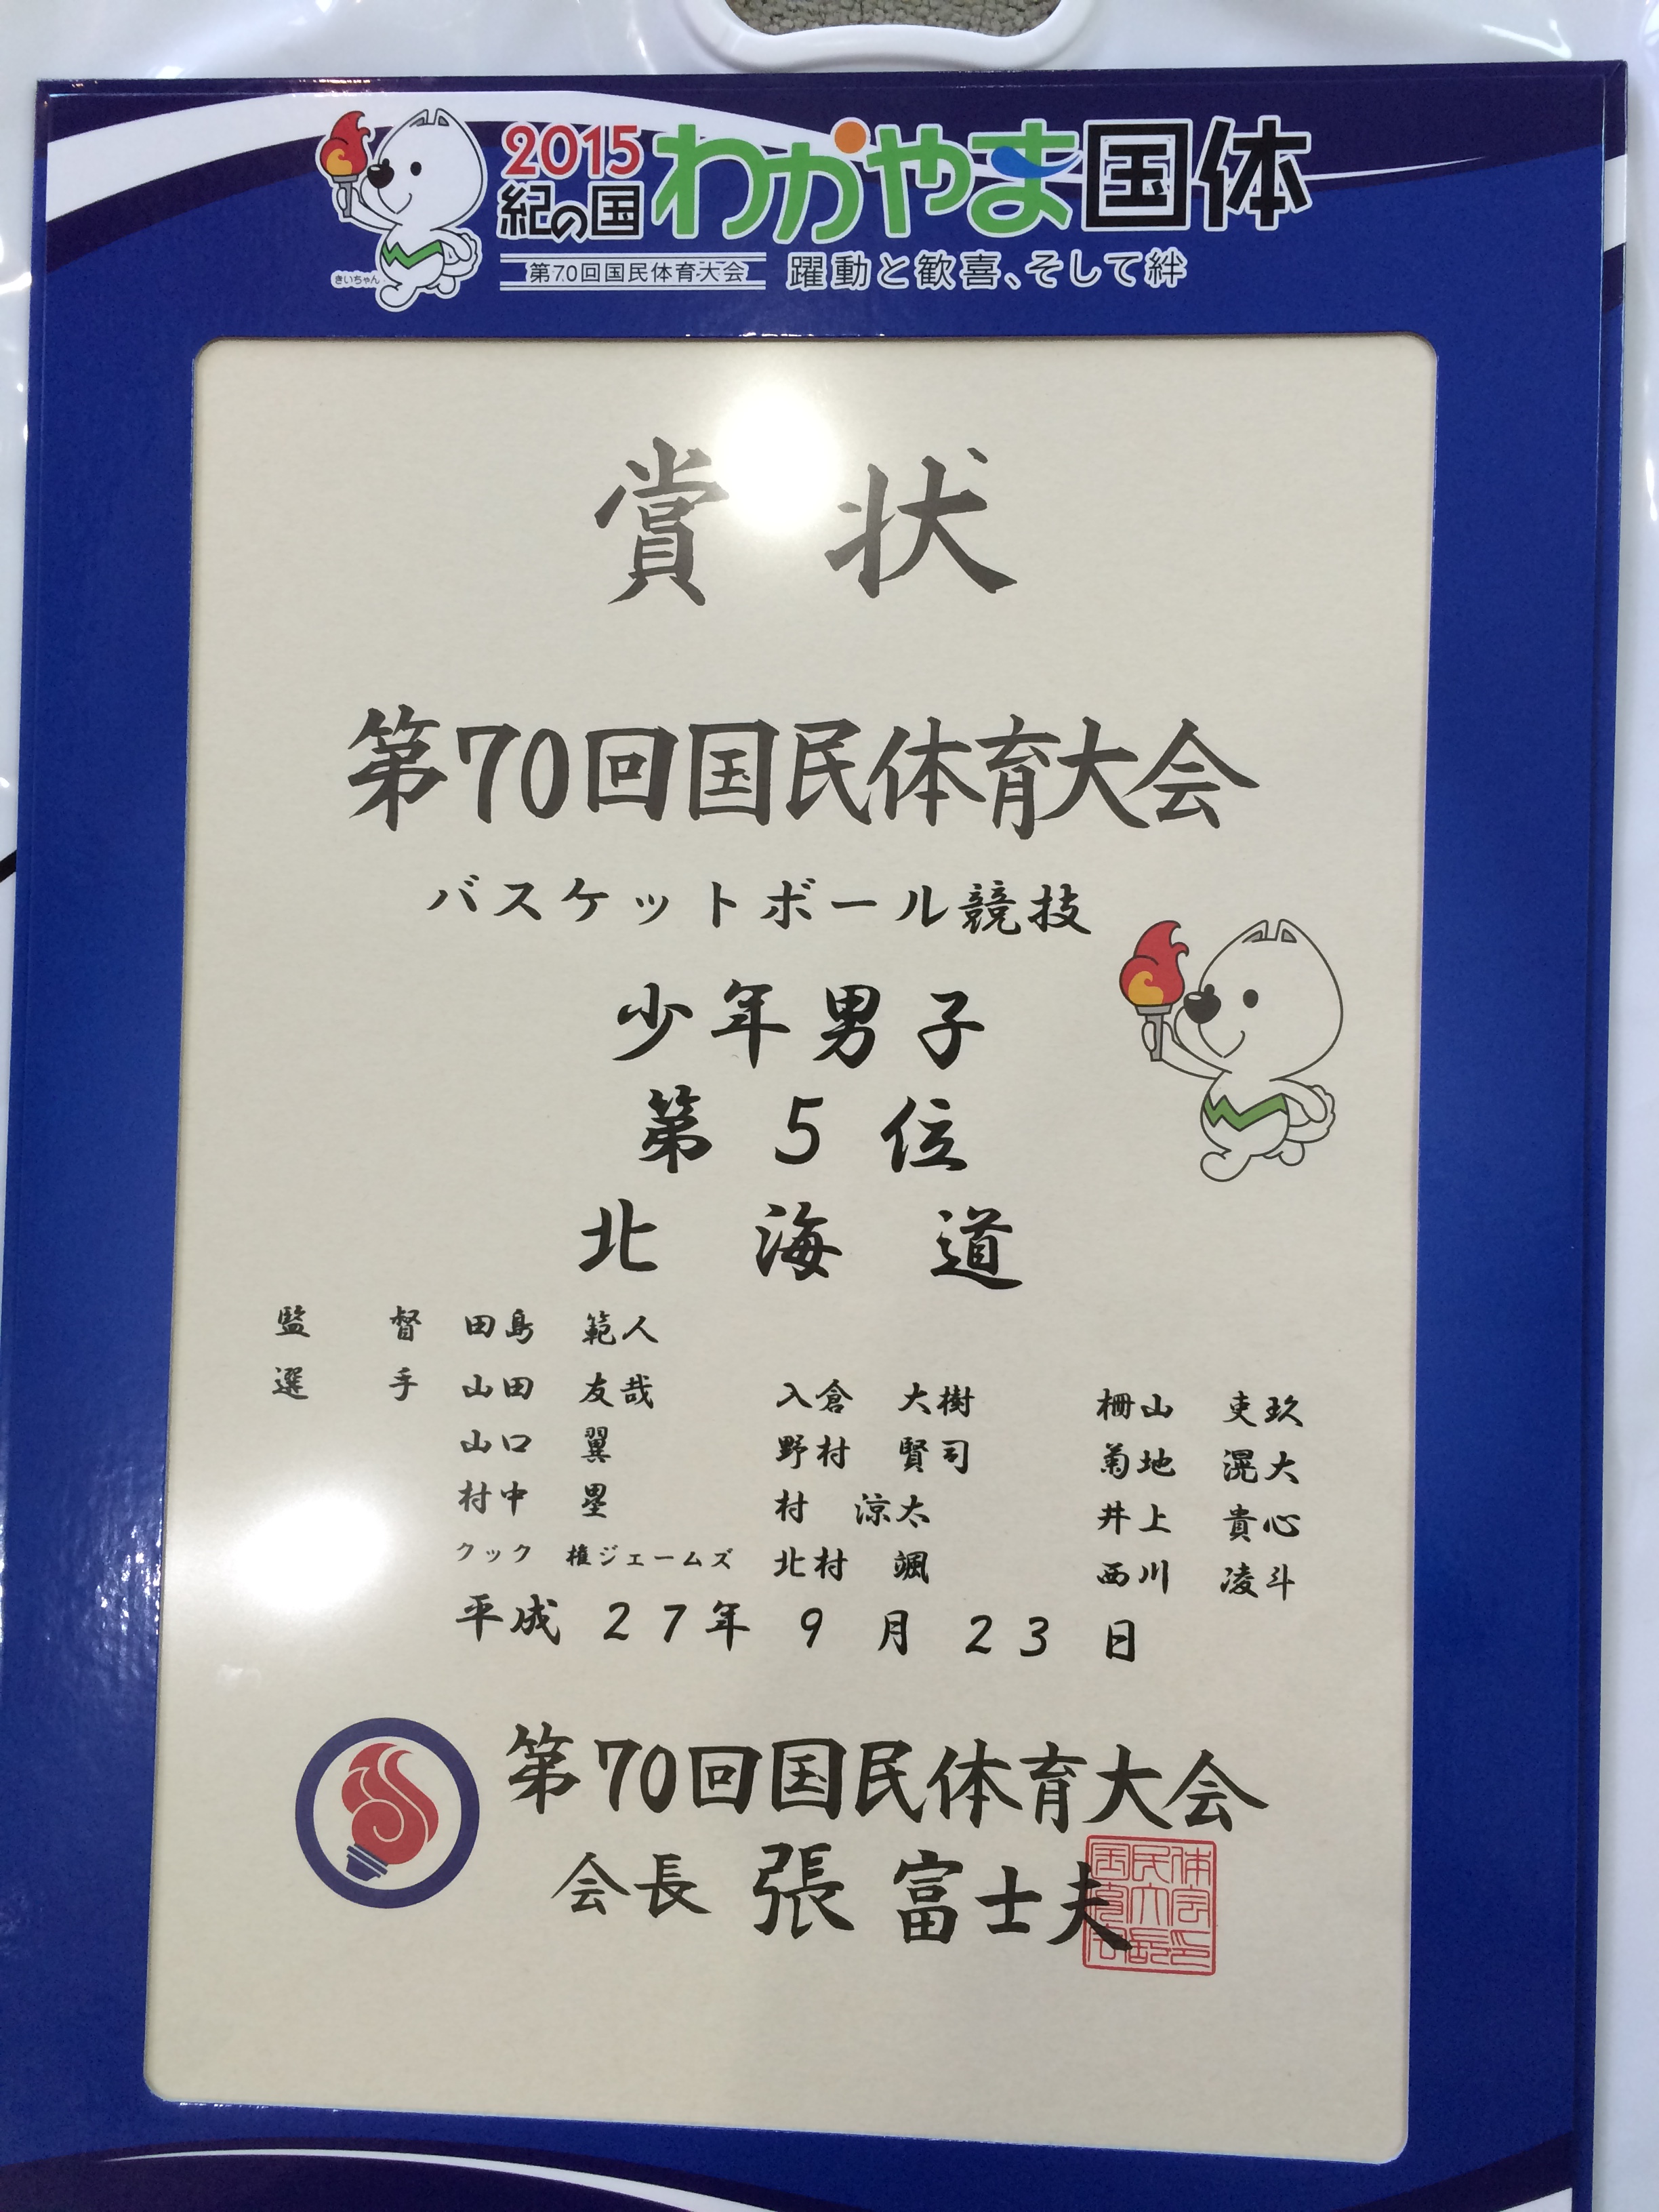 2015
紀の国
わかやま国体
きいちゃん
第70回国民体育大会
躍動と歓喜、そして絆
賞状
第70回国民体育大会
バスケットボール競技
少年男子
第5位
北海道
監督 田島 範人
選手 山田 友哉 入倉 大樹 柵山 吏玖
山口 翼 野村 賢司 菊地 滉大
村中 塁 村 涼太 井上 貴心
クック 権ジェームズ 北村 颯 西川 凌斗
平成27年9月23日
第70回国民体育大会
会長 張 富士夫